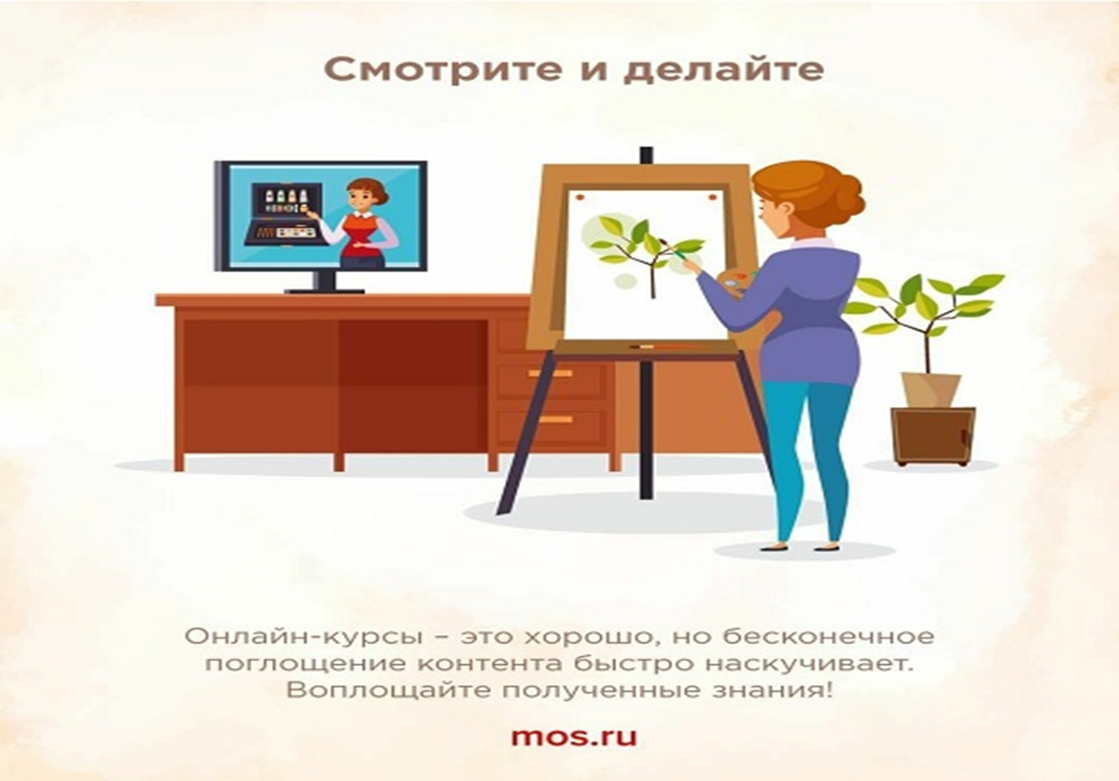 Смотрите и делайте
Онлайн-курсы – это хорошо, но бесконечное
поглощение контента быстро наскучивает.
Воплощайте полученные знания!
mos.ru